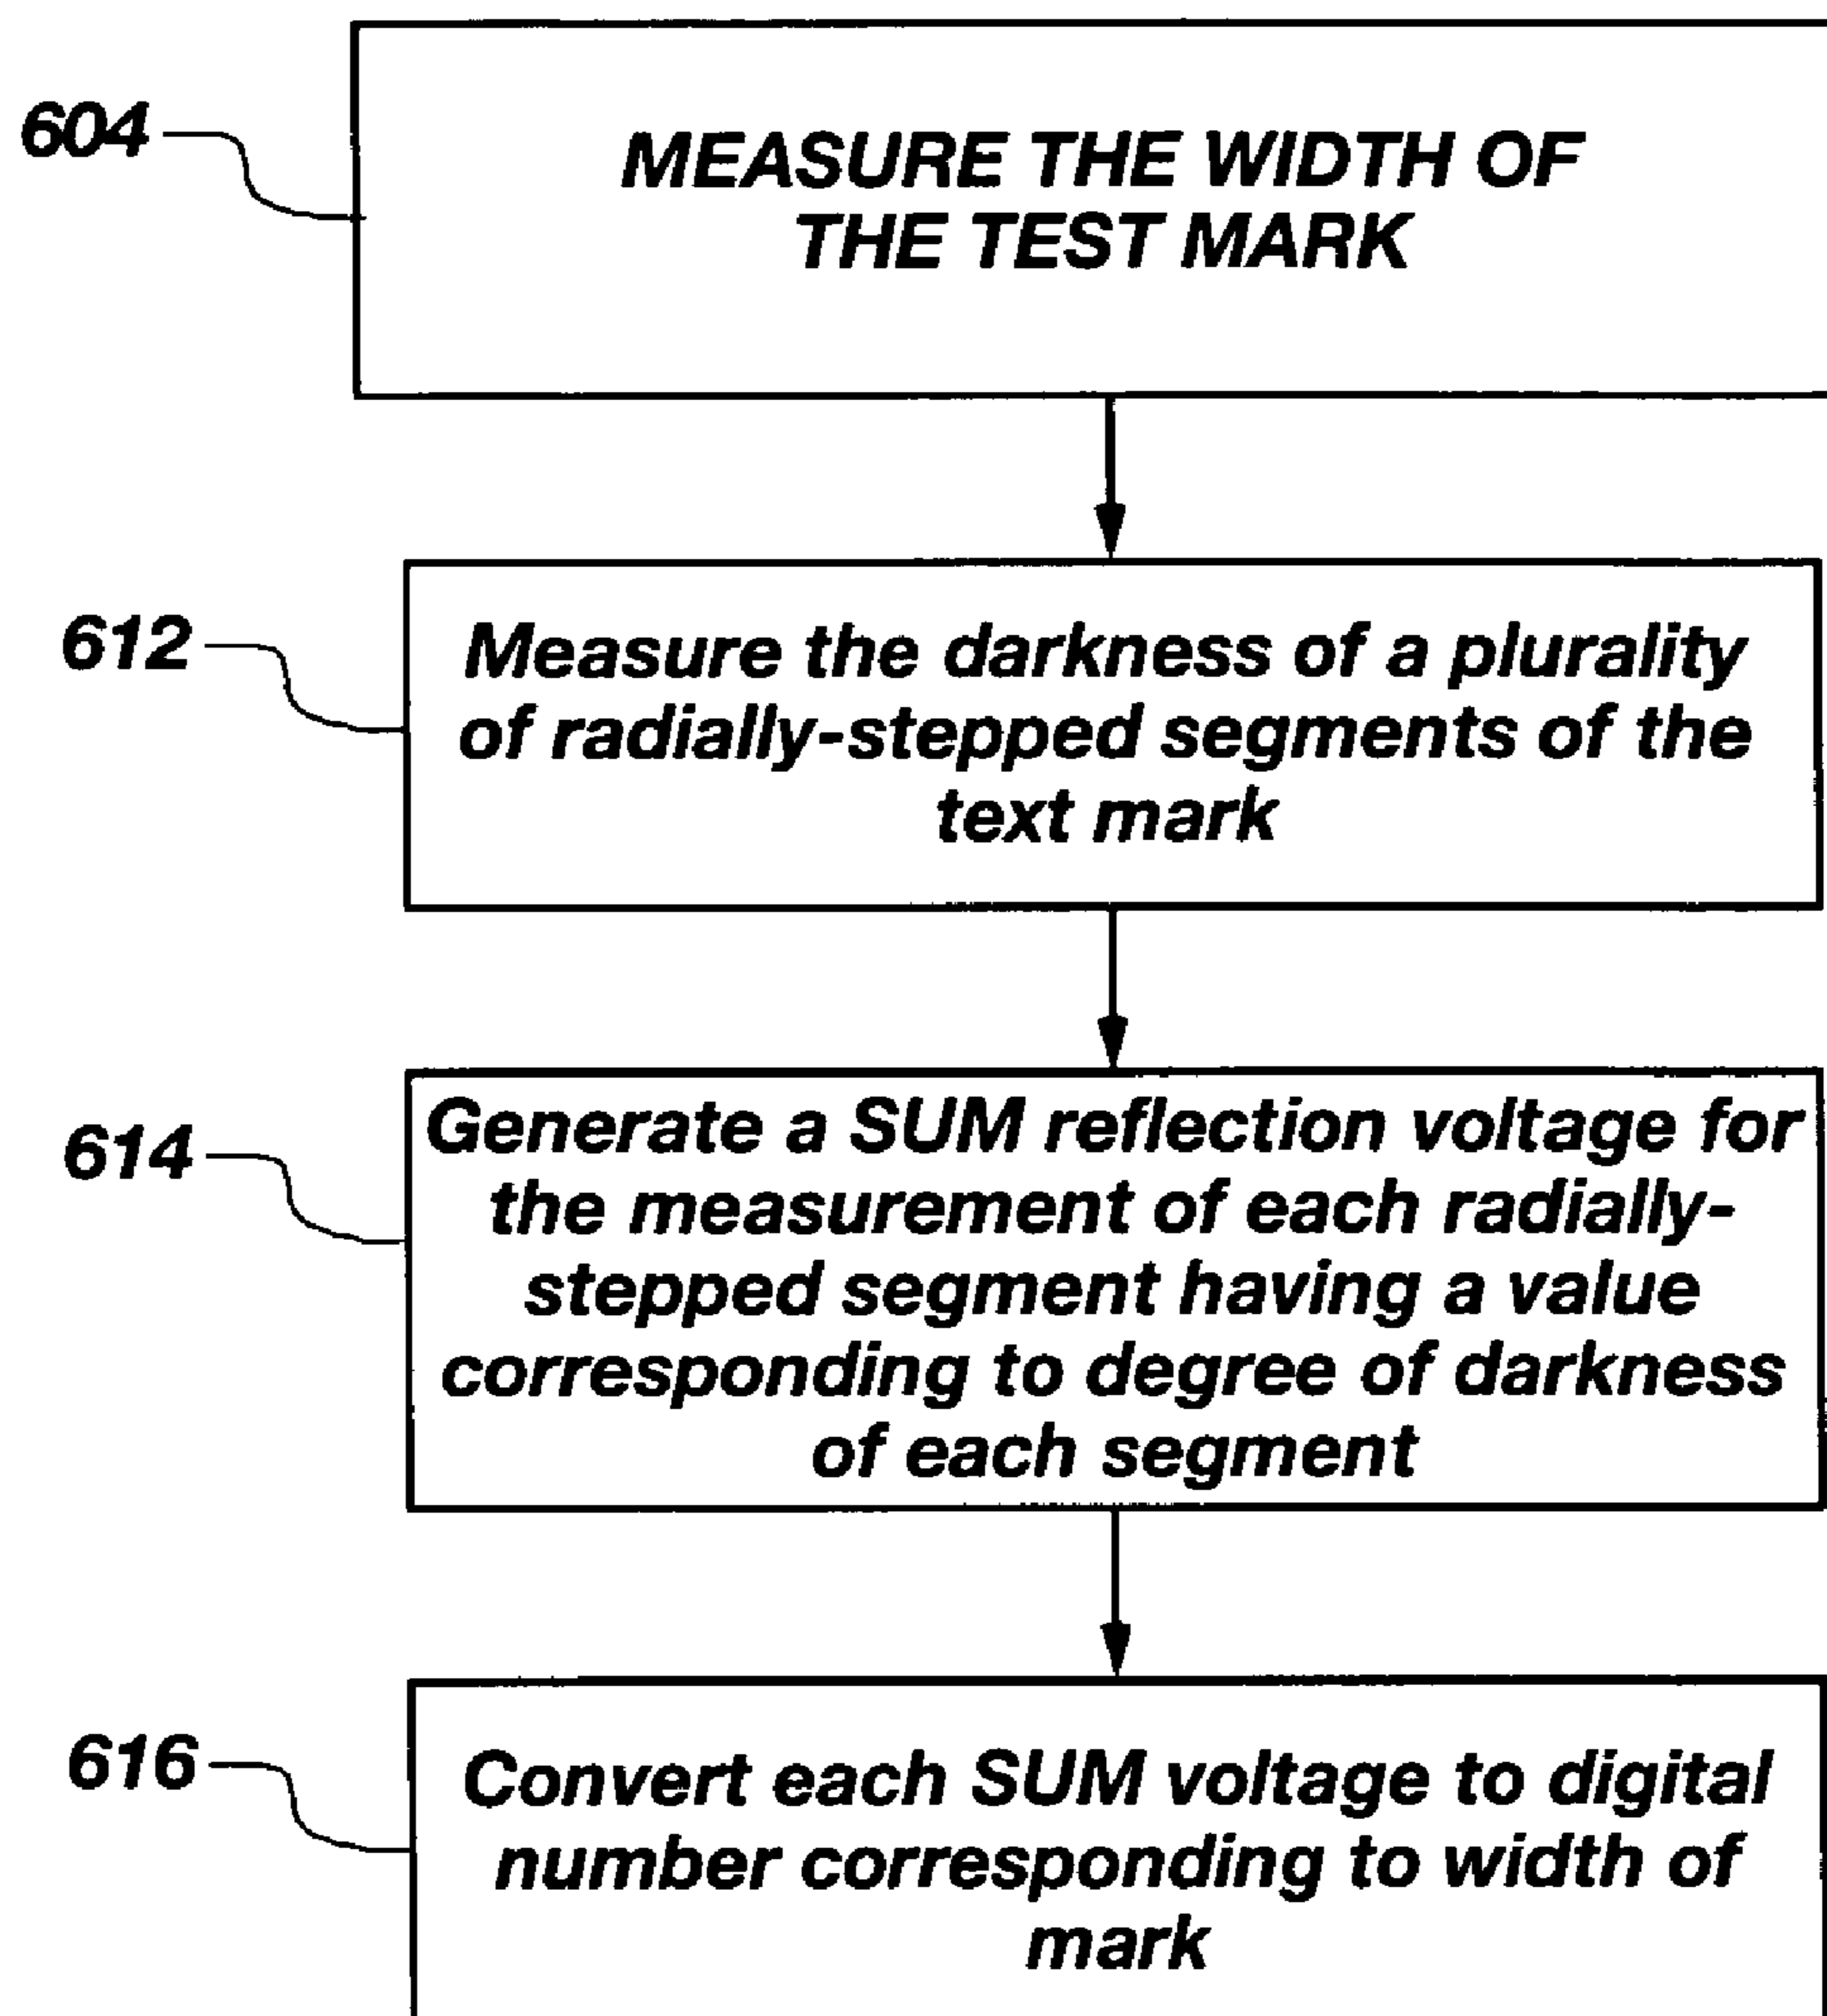 604
MEASURE THE WIDTH OF
THE TEST MARK
612
Measure the darkness of a plurality
of radially-stepped segments of the
text mark
614
Generate a SUM reflection voltage for
the measurement of each radially-
stepped segment having a value
corresponding to degree of darkness
of each segment
616
Convert each SUM voltage to digital
number corresponding to width of
mark